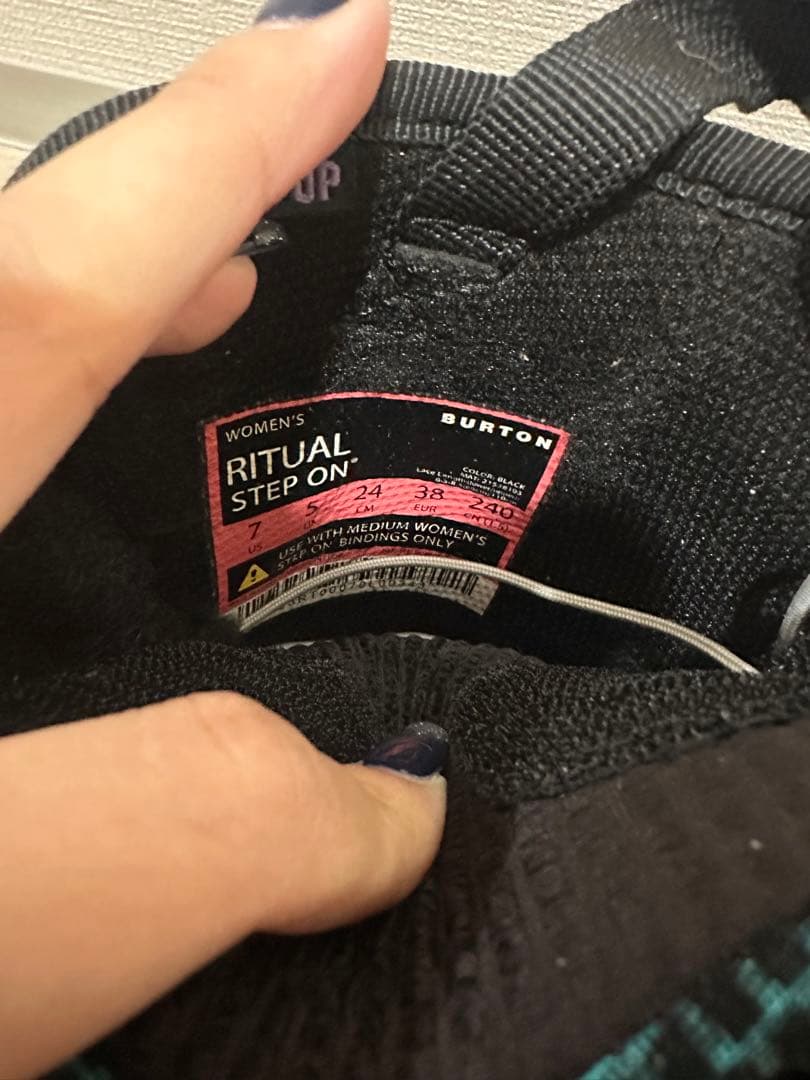 UP
WOMEN'S
BURTON
RITUAL
STEP ON
COLOR: BLACK
7 5 24 38 240
US UK CM EUR
USE WITH MEDIUM WOMEN'S
STEP ON BINDINGS ONLY